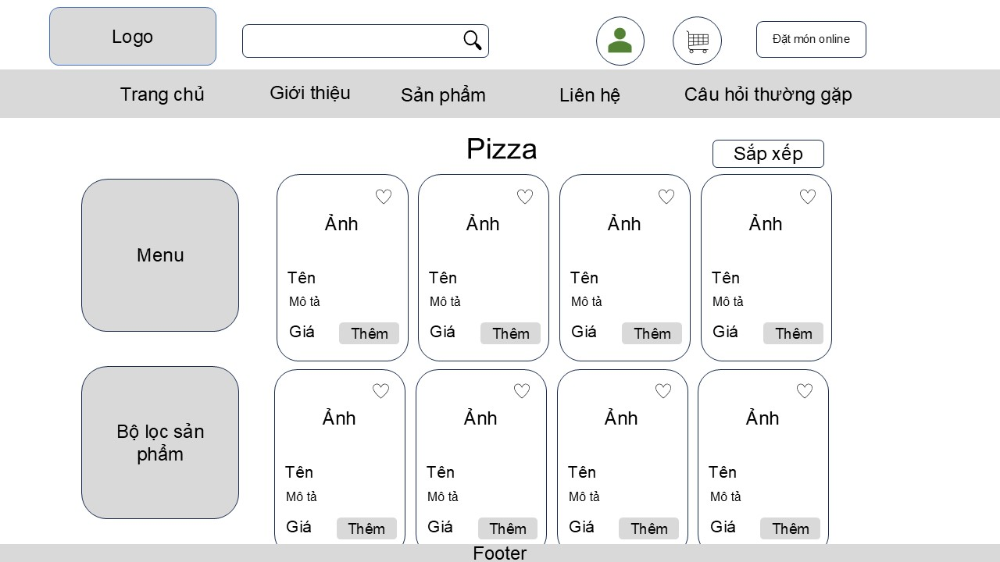 Logo
Đặt món online
Trang chủ
Giới thiệu
Sản phẩm
Liên hệ
Câu hỏi thường gặp
Pizza
Sắp xếp
Menu
Ảnh
Tên
Mô tả
Giá
Thêm
Ảnh
Tên
Mô tả
Giá
Thêm
Ảnh
Tên
Mô tả
Giá
Thêm
Ảnh
Tên
Mô tả
Giá
Thêm
Bộ lọc sản
phẩm
Ảnh
Tên
Mô tả
Giá
Thêm
Ảnh
Tên
Mô tả
Giá
Thêm
Ảnh
Tên
Mô tả
Giá
Thêm
Ảnh
Tên
Mô tả
Giá
Thêm
Footer